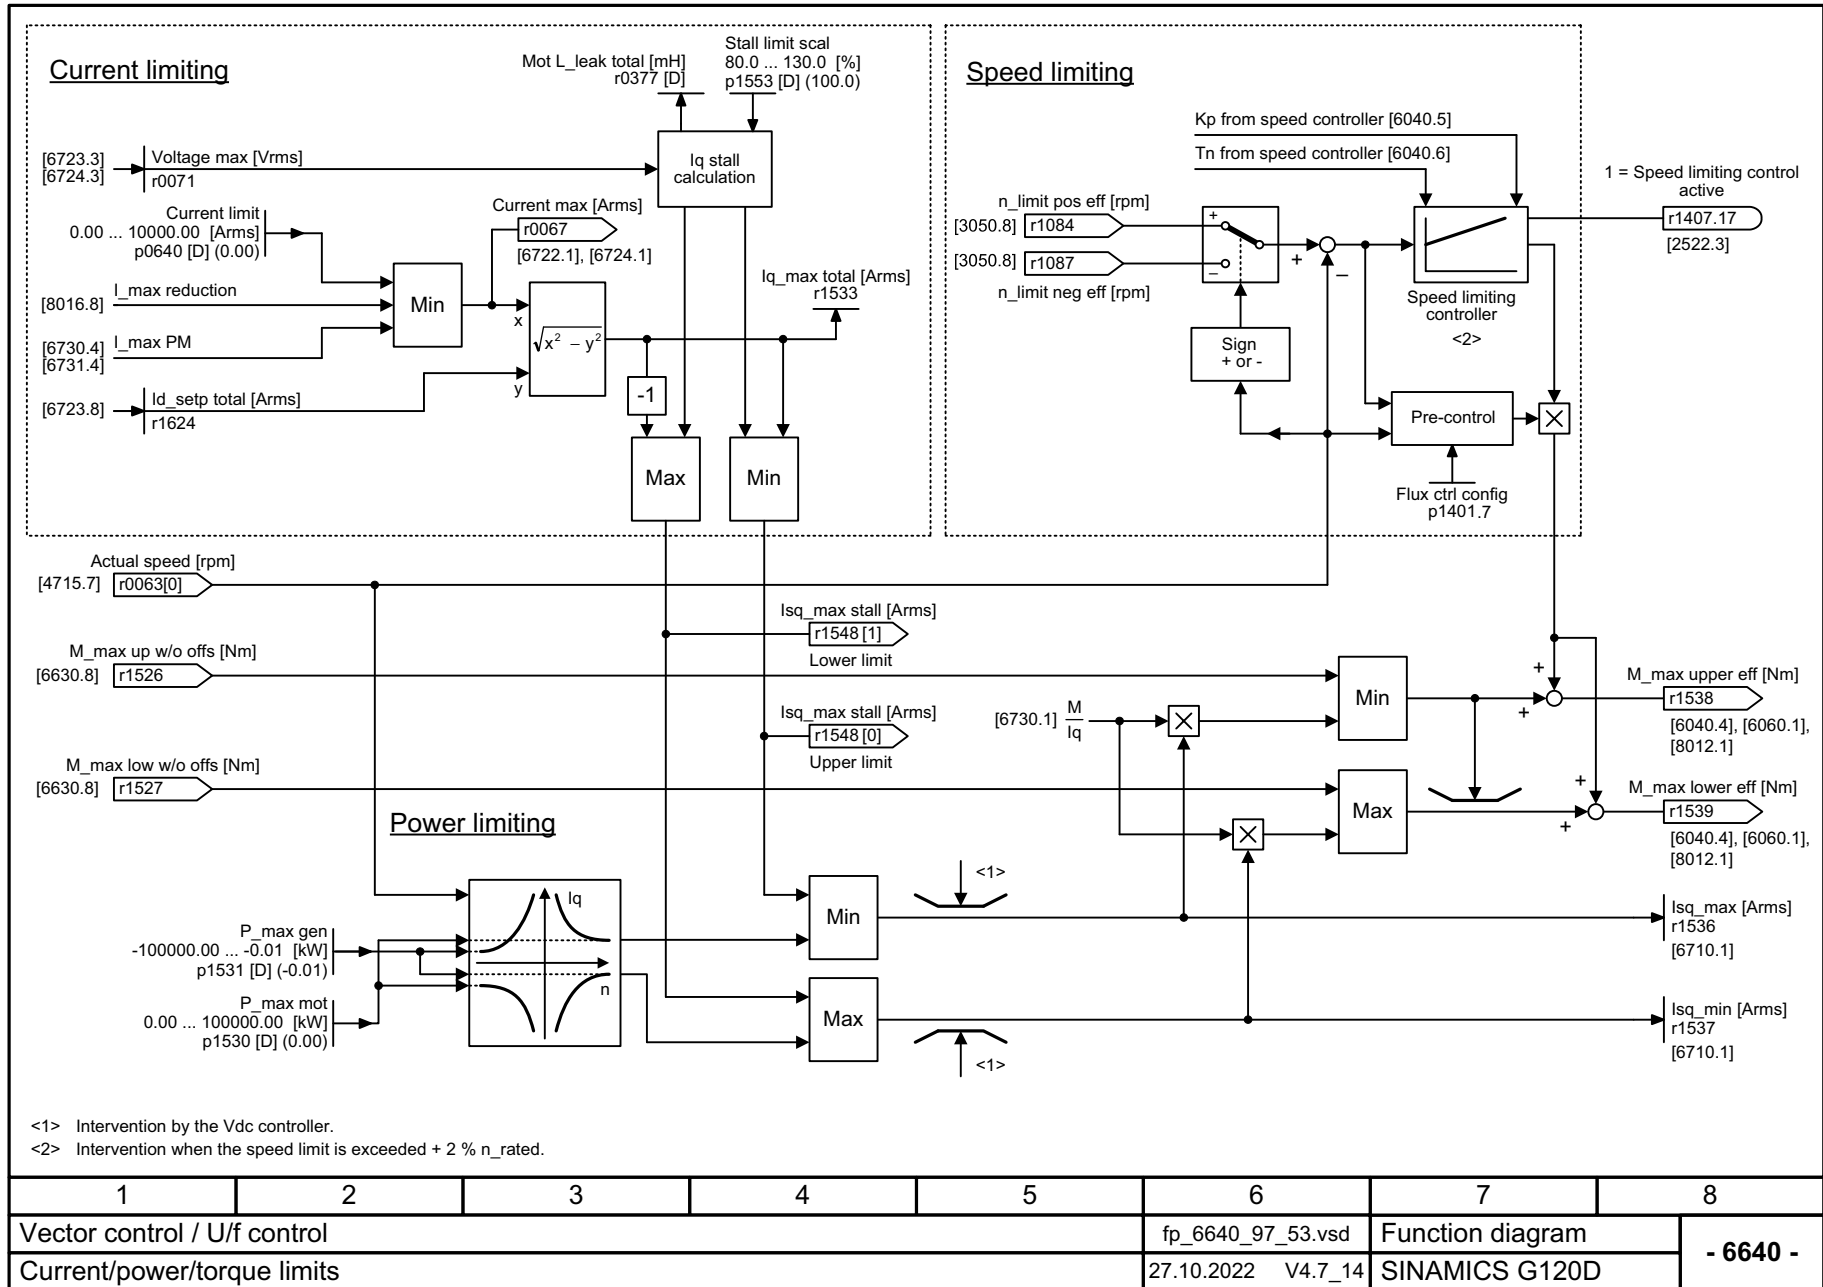 Current limiting
Mot L_leak total [mH]
r0377 [D]
Stall limit scal
80.0 ... 130.0 [%]
p1553 [D] (100.0)
[6723.3]
[6724.3]
Voltage max [Vrms]
r0071
Iq stall
calculation
Current limit
0.00 ... 10000.00 [Arms]
p0640 [D] (0.00)
Current max [Arms]
r0067
[6722.1], [6724.1]
[8016.8]
I_max reduction
Min
[6730.4]
[6731.4]
I_max PM
x
y
√x² – y²
Iq_max total [Arms]
r1533
[6723.8]
Id_setp total [Arms]
r1624
-1
Max
Min
Speed limiting
Kp from speed controller [6040.5]
Tn from speed controller [6040.6]
n_limit pos eff [rpm]
[3050.8]
r1084
[3050.8]
r1087
n_limit neg eff [rpm]
+
–
+
–
Sign
+ or -
Speed limiting
controller
<2>
1 = Speed limiting control
active
r1407.17
[2522.3]
Pre-control
×
Flux ctrl config
p1401.7
Actual speed [rpm]
[4715.7]
r0063[0]
Isq_max stall [Arms]
r1548 [1]
Lower limit
M_max up w/o offs [Nm]
[6630.8]
r1526
Isq_max stall [Arms]
r1548 [0]
Upper limit
[6730.1]
M
Iq
×
Min
+
+
M_max upper eff [Nm]
r1538
[6040.4], [6060.1],
[8012.1]
M_max low w/o offs [Nm]
[6630.8]
r1527
×
Max
+
+
M_max lower eff [Nm]
r1539
[6040.4], [6060.1],
[8012.1]
Power limiting
Iq
n
P_max gen
-100000.00 ... -0.01 [kW]
p1531 [D] (-0.01)
P_max mot
0.00 ... 100000.00 [kW]
p1530 [D] (0.00)
Min
<1>
Isq_max [Arms]
r1536
[6710.1]
Max
<1>
Isq_min [Arms]
r1537
[6710.1]
<1> Intervention by the Vdc controller.
<2> Intervention when the speed limit is exceeded + 2 % n_rated.
1 2 3 4 5 6 7 8
Vector control / U/f control
fp_6640_97_53.vsd
Function diagram
- 6640 -
Current/power/torque limits
27.10.2022 V4.7_14
SINAMICS G120D